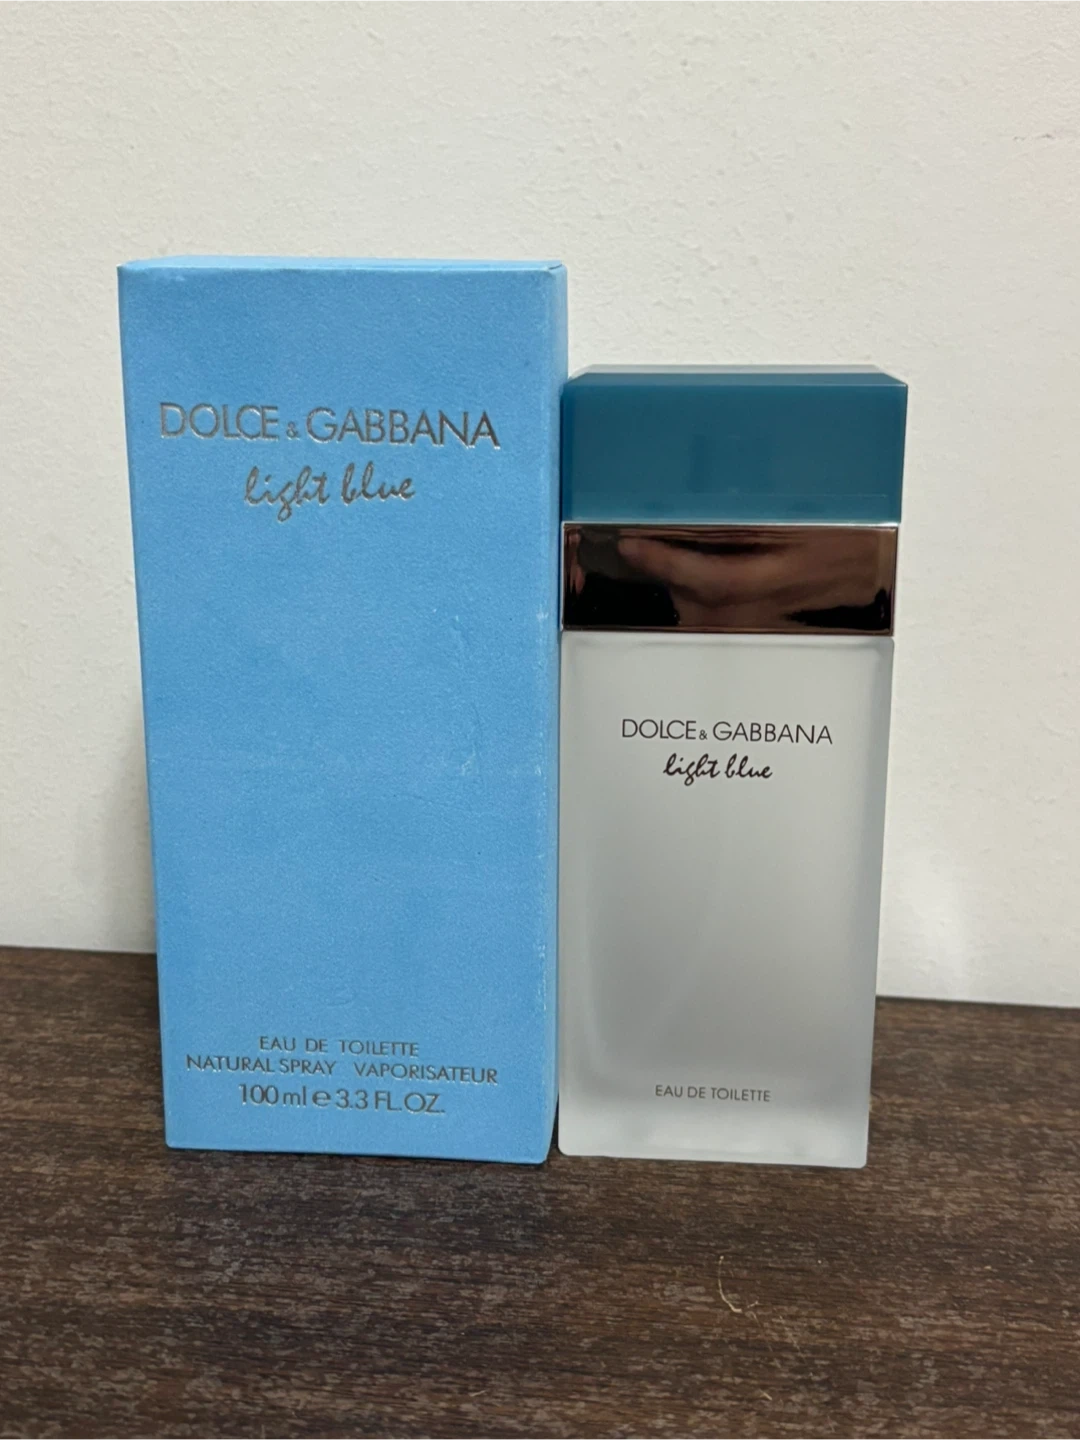 DOLCE & GABBANA
light blue
EAU DE TOILETTE
NATURAL SPRAY VAPORISATEUR
100 ml e 3.3 FL.OZ.
DOLCE & GABBANA
light blue
EAU DE TOILETTE